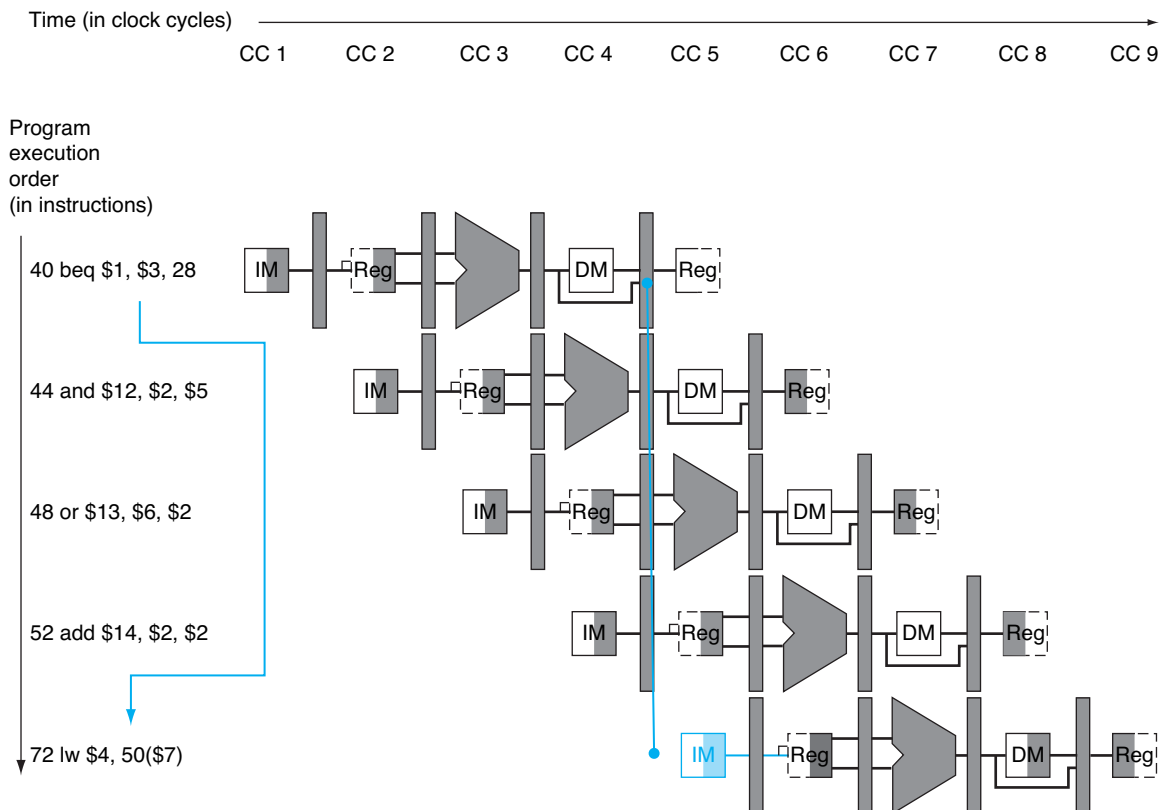 Time (in clock cycles)
CC 1 CC 2 CC 3 CC 4 CC 5 CC 6 CC 7 CC 8 CC 9
Program
execution
order
(in instructions)
40 beq $1, $3, 28
IM Reg DM Reg
44 and $12, $2, $5
IM Reg DM Reg
48 or $13, $6, $2
IM Reg DM Reg
52 add $14, $2, $2
IM Reg DM Reg
72 lw $4, 50($7)
IM Reg DM Reg